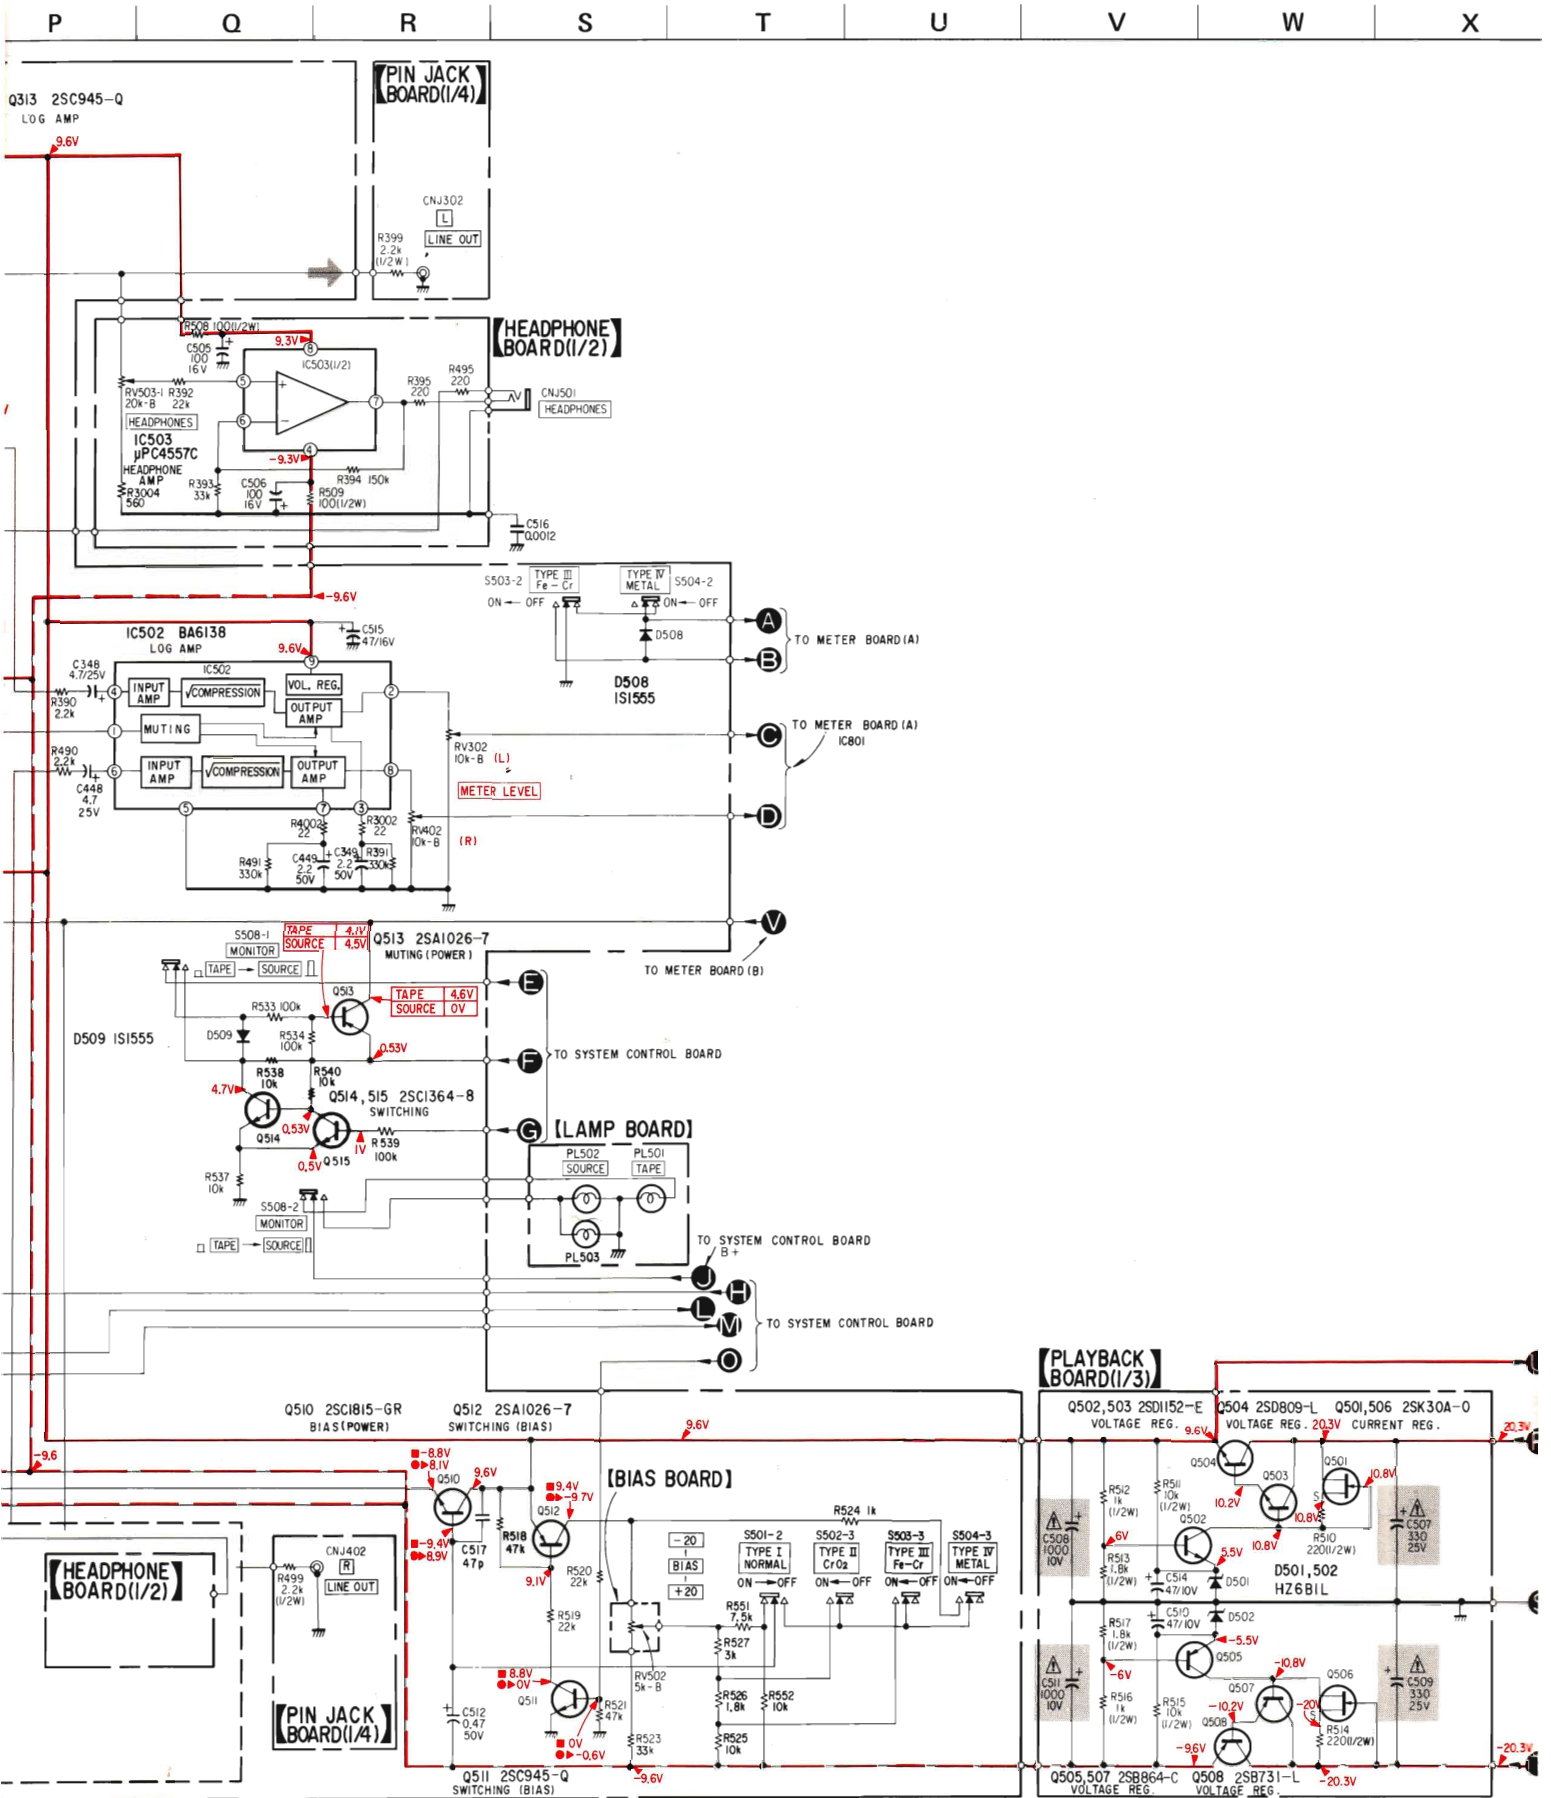 P Q R S T U V W X
Q313 2SC945-Q
LOG AMP
9.6V
【PIN JACK
BOARD(1/4)】
CNJ302
L
LINE OUT
R399
2.2k
(1/2W)
R508 100(1/2W)
9.3V
8
C505
100
16V
IC503(1/2)
【HEADPHONE
BOARD(1/2)】
RV503-1
20k-B
R392
22k
5
6
7
4
+
−
HEADPHONES
IC503
μPC4557C
HEADPHONE
AMP
R3004
560
R395
220
R495
220
CNJ501
HEADPHONES
-9.3V
R393
33k
C506
100
16V
R394 150k
R509
100(1/2W)
C516
0.0012
-9.6V
S503-2
TYPE III
Fe-Cr
TYPE IV
METAL
S504-2
ON ← OFF
ON ← OFF
D508
A
B
TO METER BOARD(A)
D508
1S1555
IC502 BA6138
LOG AMP
C515
47/16V
9.6V
9
IC502
C348
4.7/25V
R390
2.2k
4
INPUT
AMP
√COMPRESSION
VOL. REG.
OUTPUT
AMP
2
1
MUTING
R490
2.2k
6
INPUT
AMP
√COMPRESSION
OUTPUT
AMP
8
C448
4.7
25V
5
7
3
RV302
10k-B (L)
METER LEVEL
RV402
10k-B (R)
C
TO METER BOARD(A)
IC801
D
R4002
22
R3002
22
R491
330k
C449
2.2
50V
C349
2.2
50V
R391
330k
V
TO METER BOARD(B)
S508-1
MONITOR
TAPE → SOURCE
TAPE 4.1V
SOURCE 4.5V
Q513 2SA1026-7
MUTING(POWER)
E
Q513
TAPE 4.6V
SOURCE 0V
R533 100k
D509 1S1555
D509
R534
100k
0.53V
F
TO SYSTEM CONTROL BOARD
R538
10k
R540
10k
4.7V
Q514, 515 2SC1364-8
SWITCHING
0.53V
Q514
1V
R539
100k
0.5V
Q515
G
【LAMP BOARD】
PL502
SOURCE
PL501
TAPE
PL503
R537
10k
S508-2
MONITOR
TAPE → SOURCE
TO SYSTEM CONTROL BOARD
B+
J
H
L
M
TO SYSTEM CONTROL BOARD
O
【PLAYBACK
BOARD(1/3)】
Q510 2SC1815-GR
BIAS(POWER)
Q512 2SA1026-7
SWITCHING (BIAS)
9.6V
Q502,503 2SD1152-E
VOLTAGE REG.
Q504 2SD809-L
VOLTAGE REG.
Q501,506 2SK30A-O
CURRENT REG.
9.6V
20.3V
20.3V
-9.6
■-8.8V
●▶8.1V
Q510
9.6V
■9.4V
●▶-9.7V
Q512
【BIAS BOARD】
■-9.4V
●▶8.9V
C517
47p
R518
47k
9.1V
R520
22k
R519
22k
-20
BIAS
+20
R524 1k
S501-2
TYPE I
NORMAL
ON → OFF
S502-3
TYPE II
CrO2
ON ← OFF
S503-3
TYPE III
Fe-Cr
ON ← OFF
S504-3
TYPE IV
METAL
ON ← OFF
R551
7.5k
R527
3k
RV502
5k-B
■8.8V
●▶0V
Q511
R521
47k
R526
1.8k
R552
10k
C512
0.47
50V
■ 0V
●▶-0.6V
R523
33k
R525
10k
-9.6V
Q511 2SC945-Q
SWITCHING (BIAS)
【HEADPHONE
BOARD(1/2)】
CNJ402
R
LINE OUT
R499
2.2k
(1/2W)
【PIN JACK
BOARD(1/4)】
Q504
Q503
Q501
10.8V
R512
1k
(1/2W)
R511
10k
(1/2W)
10.2V
S
10.8V
C508
1000
10V
6V
Q502
10.8V
R510
220(1/2W)
C507
330
25V
R513
1.8k
(1/2W)
5.5V
C514
47/10V
D501
D501,502
HZ6B1L
R517
1.8k
(1/2W)
C510
47/10V
D502
-5.5V
-6V
Q505
-10.8V
C511
1000
10V
R516
1k
(1/2W)
R515
10k
(1/2W)
Q507
-10.2V
Q508
-20V
S
Q506
R514
220(1/2W)
C509
330
25V
-9.6V
-20.3V
-20.3V
Q505,507 2SB864-C
VOLTAGE REG.
Q508 2SB731-L
VOLTAGE REG.